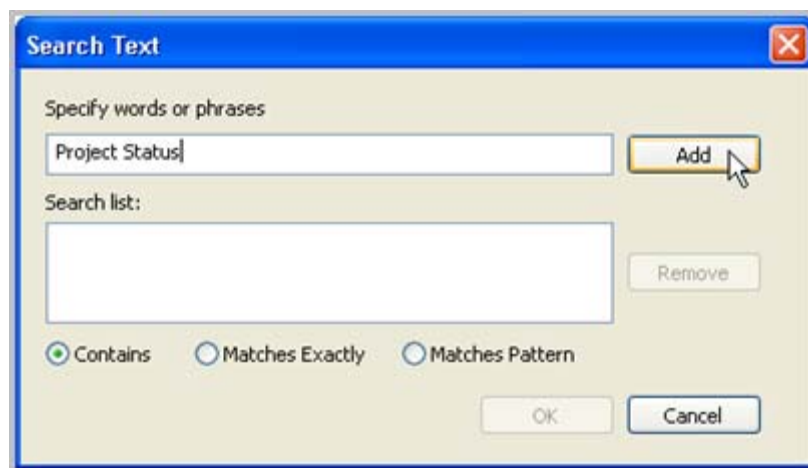 Search Text
Specify words or phrases
Project Status
Add
Search list:
Remove
Contains
Matches Exactly
Matches Pattern
OK
Cancel